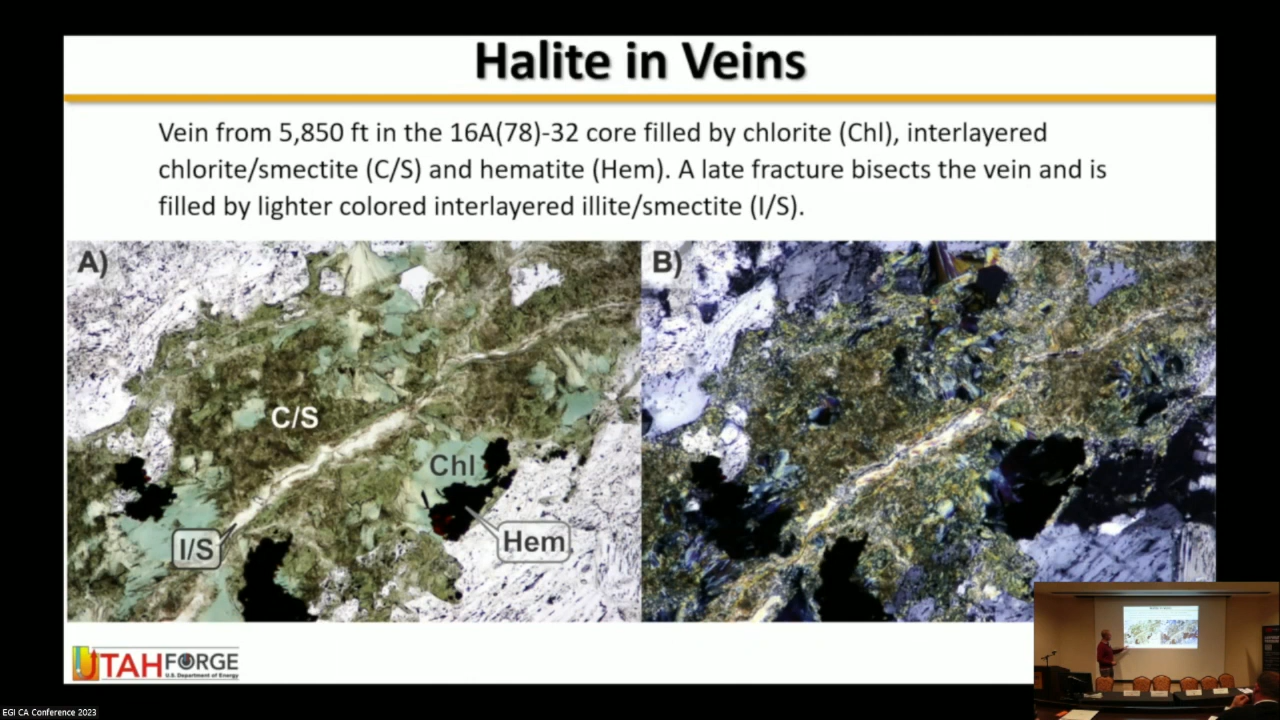 Halite in Veins
Vein from 5,850 ft in the 16A(78)-32 core filled by chlorite (Chl), interlayered
chlorite/smectite (C/S) and hematite (Hem). A late fracture bisects the vein and is
filled by lighter colored interlayered illite/smectite (I/S).
A)
B)
C/S
Chl
I/S
Hem
UTAH FORGE
U.S. Department of Energy
EGI CA Conference 2023